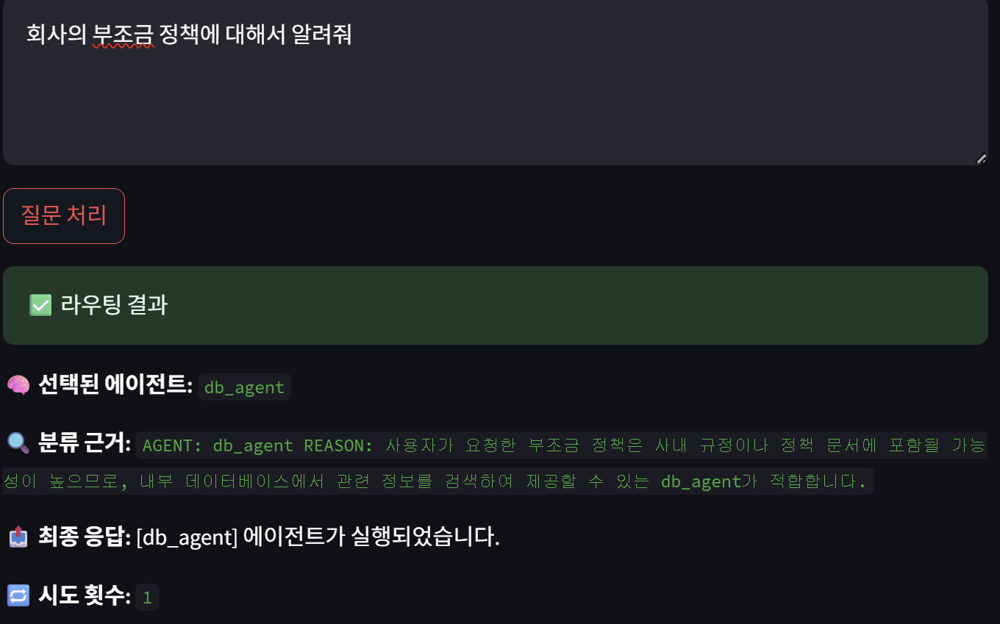 회사의 부조금 정책에 대해서 알려줘
질문 처리
✅ 라우팅 결과
🧠 선택된 에이전트: db_agent
🔍 분류 근거: AGENT: db_agent REASON: 사용자가 요청한 부조금 정책은 사내 규정이나 정책 문서에 포함될 가능
성이 높으므로, 내부 데이터베이스에서 관련 정보를 검색하여 제공할 수 있는 db_agent가 적합합니다.
📤 최종 응답: [db_agent] 에이전트가 실행되었습니다.
🔁 시도 횟수: 1